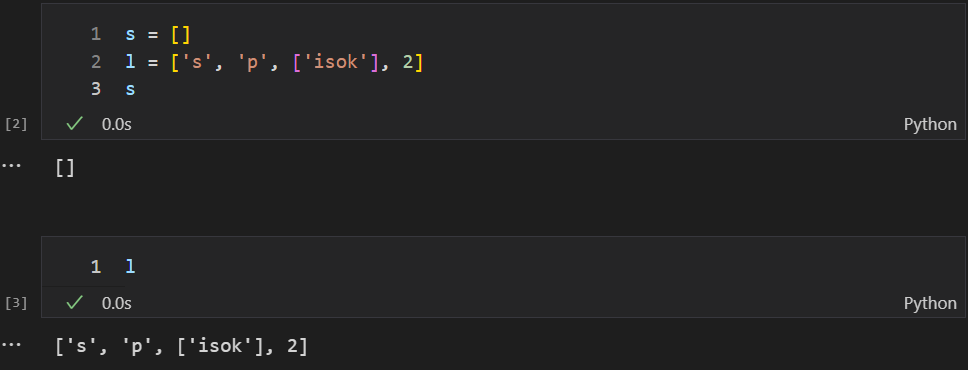 1 s = []
2 l = ['s', 'p', ['isok'], 2]
3 s
[2] 0.0s Python
... []
1 l
[3] 0.0s Python
... ['s', 'p', ['isok'], 2]